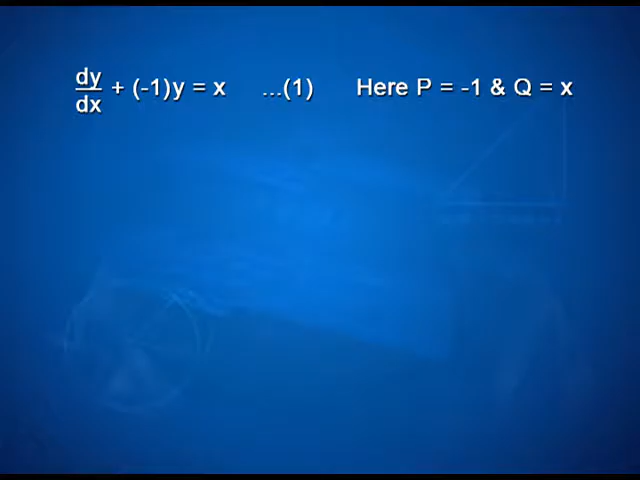 dy/dx + (-1)y = x ...(1) Here P = -1 & Q = x